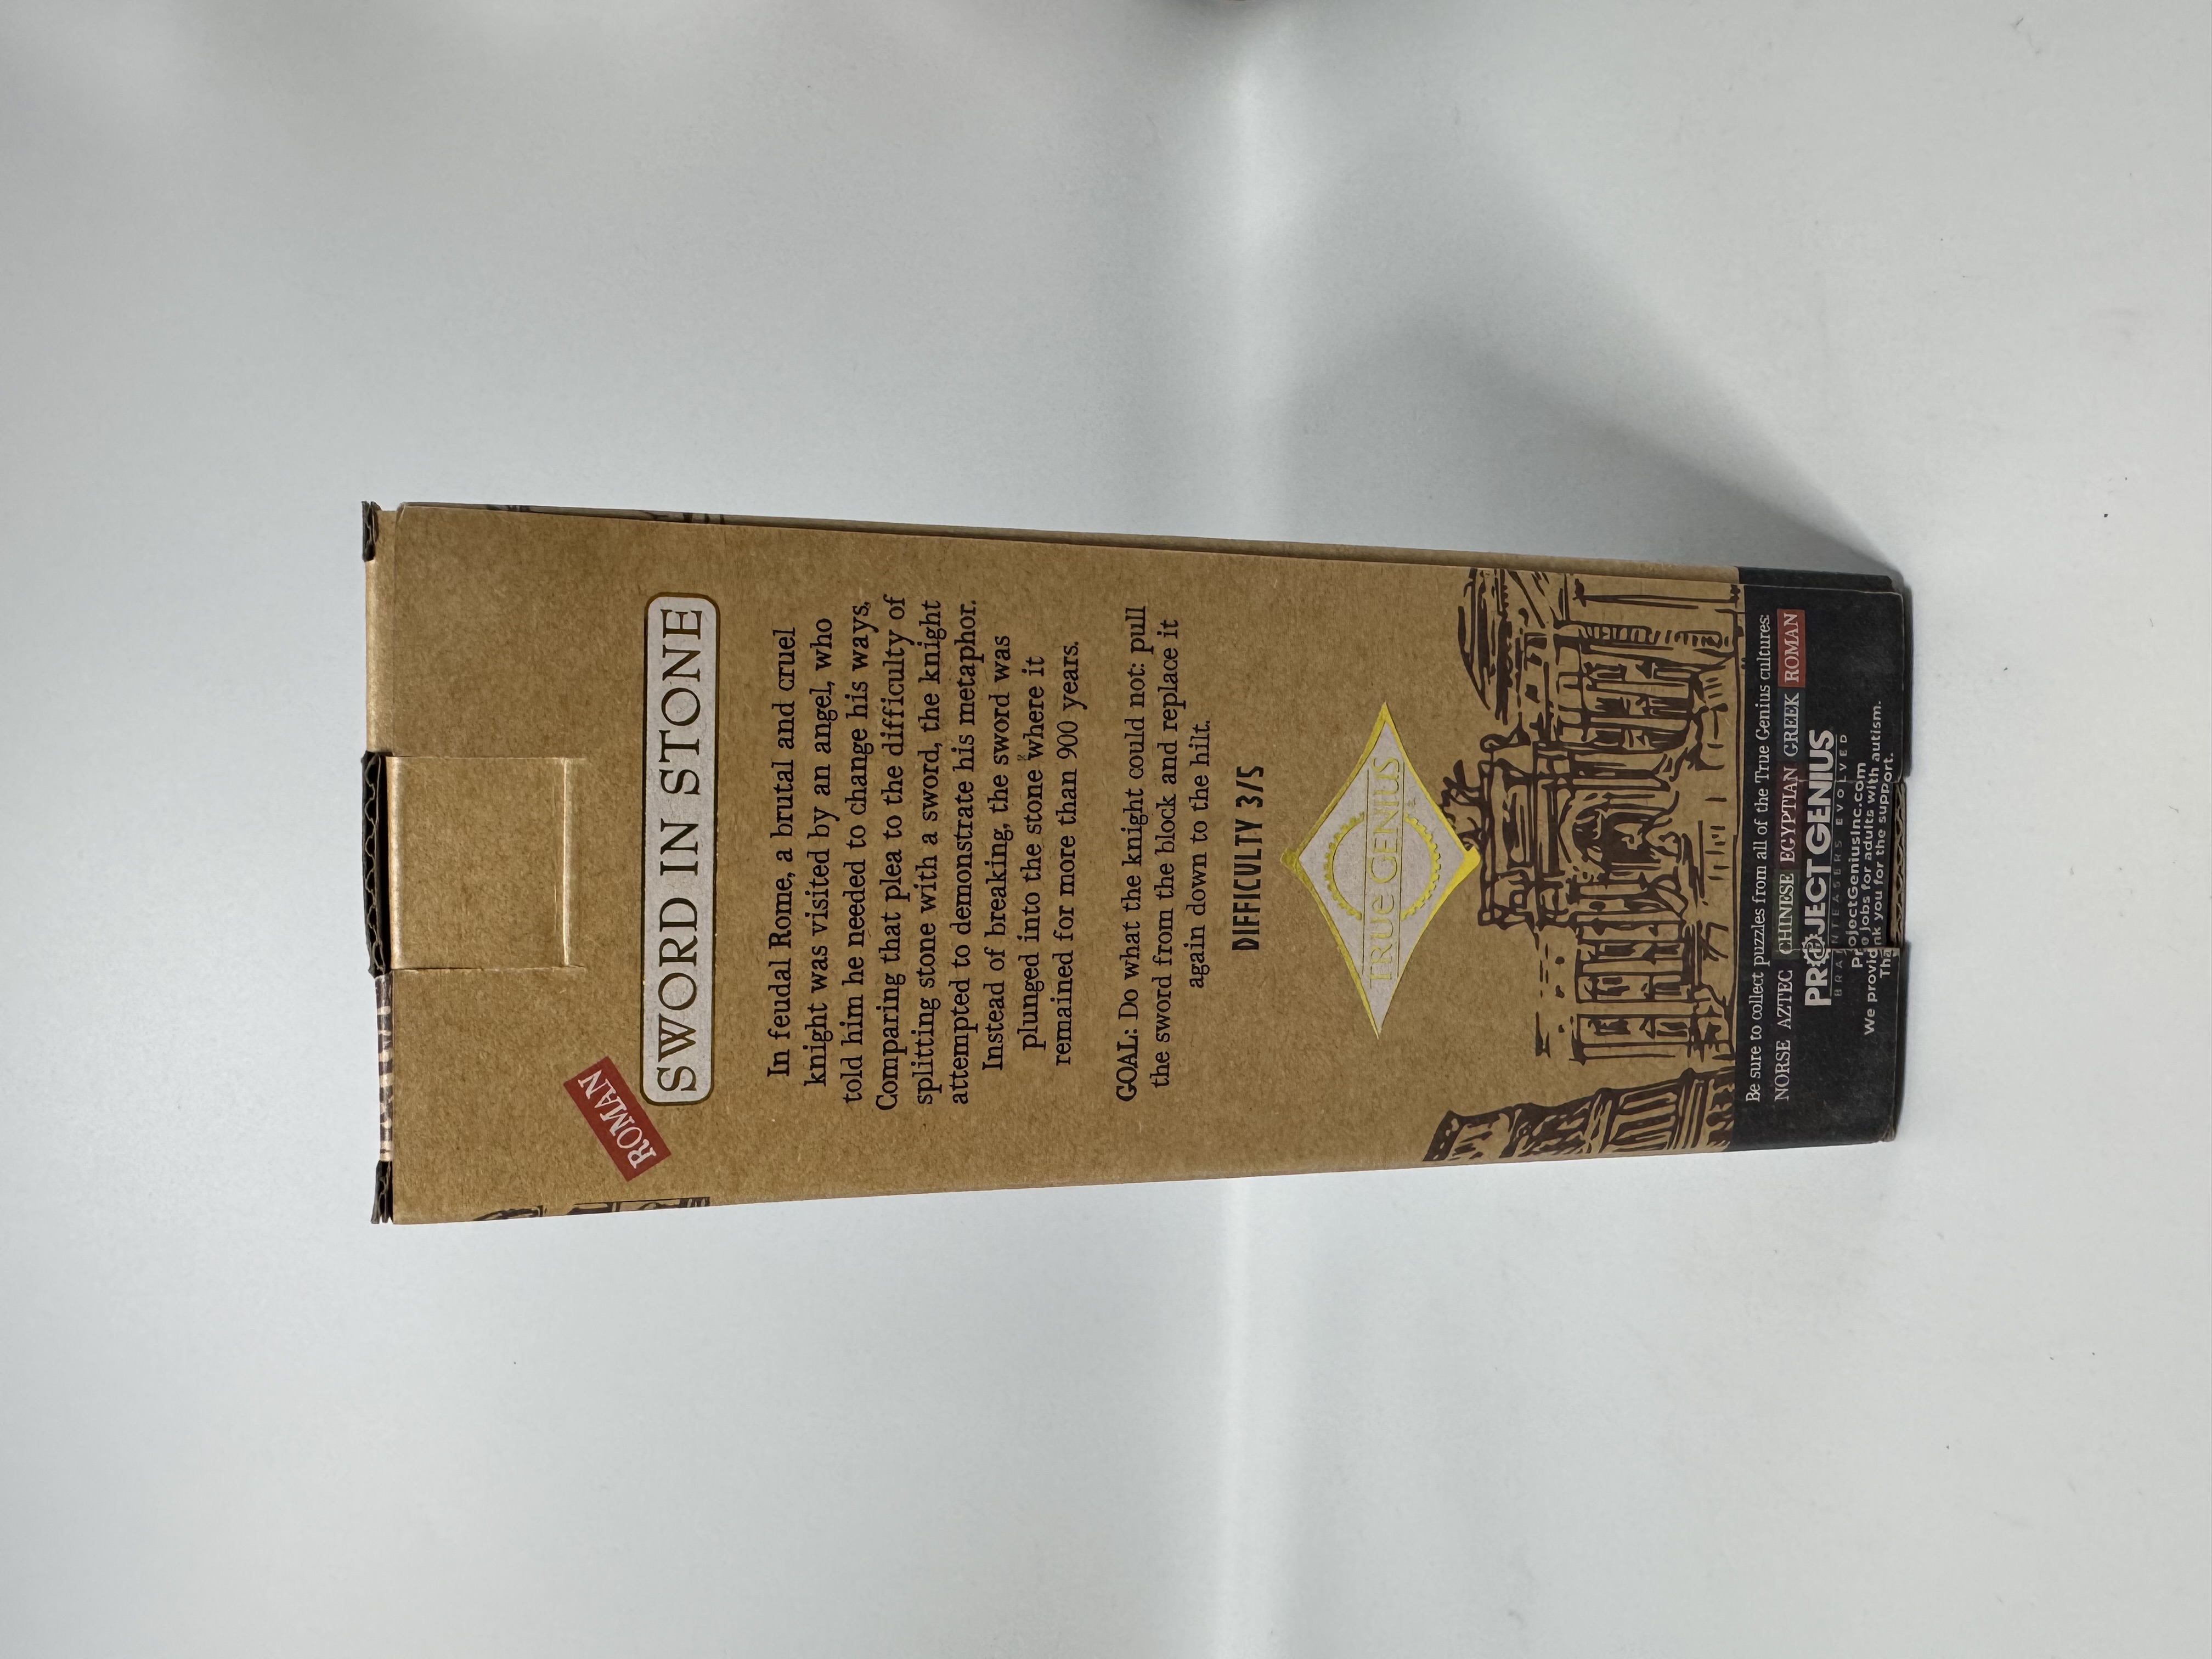 ROMAN
SWORD IN STONE
In feudal Rome, a brutal and cruel
knight was visited by an angel, who
told him he needed to change his ways.
Comparing that plea to the difficulty of
splitting stone with a sword, the knight
attempted to demonstrate his metaphor.
Instead of breaking, the sword was
plunged into the stone where it
remained for more than 900 years.
GOAL: Do what the knight could not: pull
the sword from the block and replace it
again down to the hilt.
DIFFICULTY 3/5
TRUE GENIUS
Be sure to collect puzzles from all of the True Genius cultures:
NORSE AZTEC CHINESE EGYPTIAN GREEK ROMAN
PROJECT GENIUS
BRAINTEASERS EVOLVED
ProjectGeniusInc.com
We provide jobs for adults with autism.
Thank you for the support.